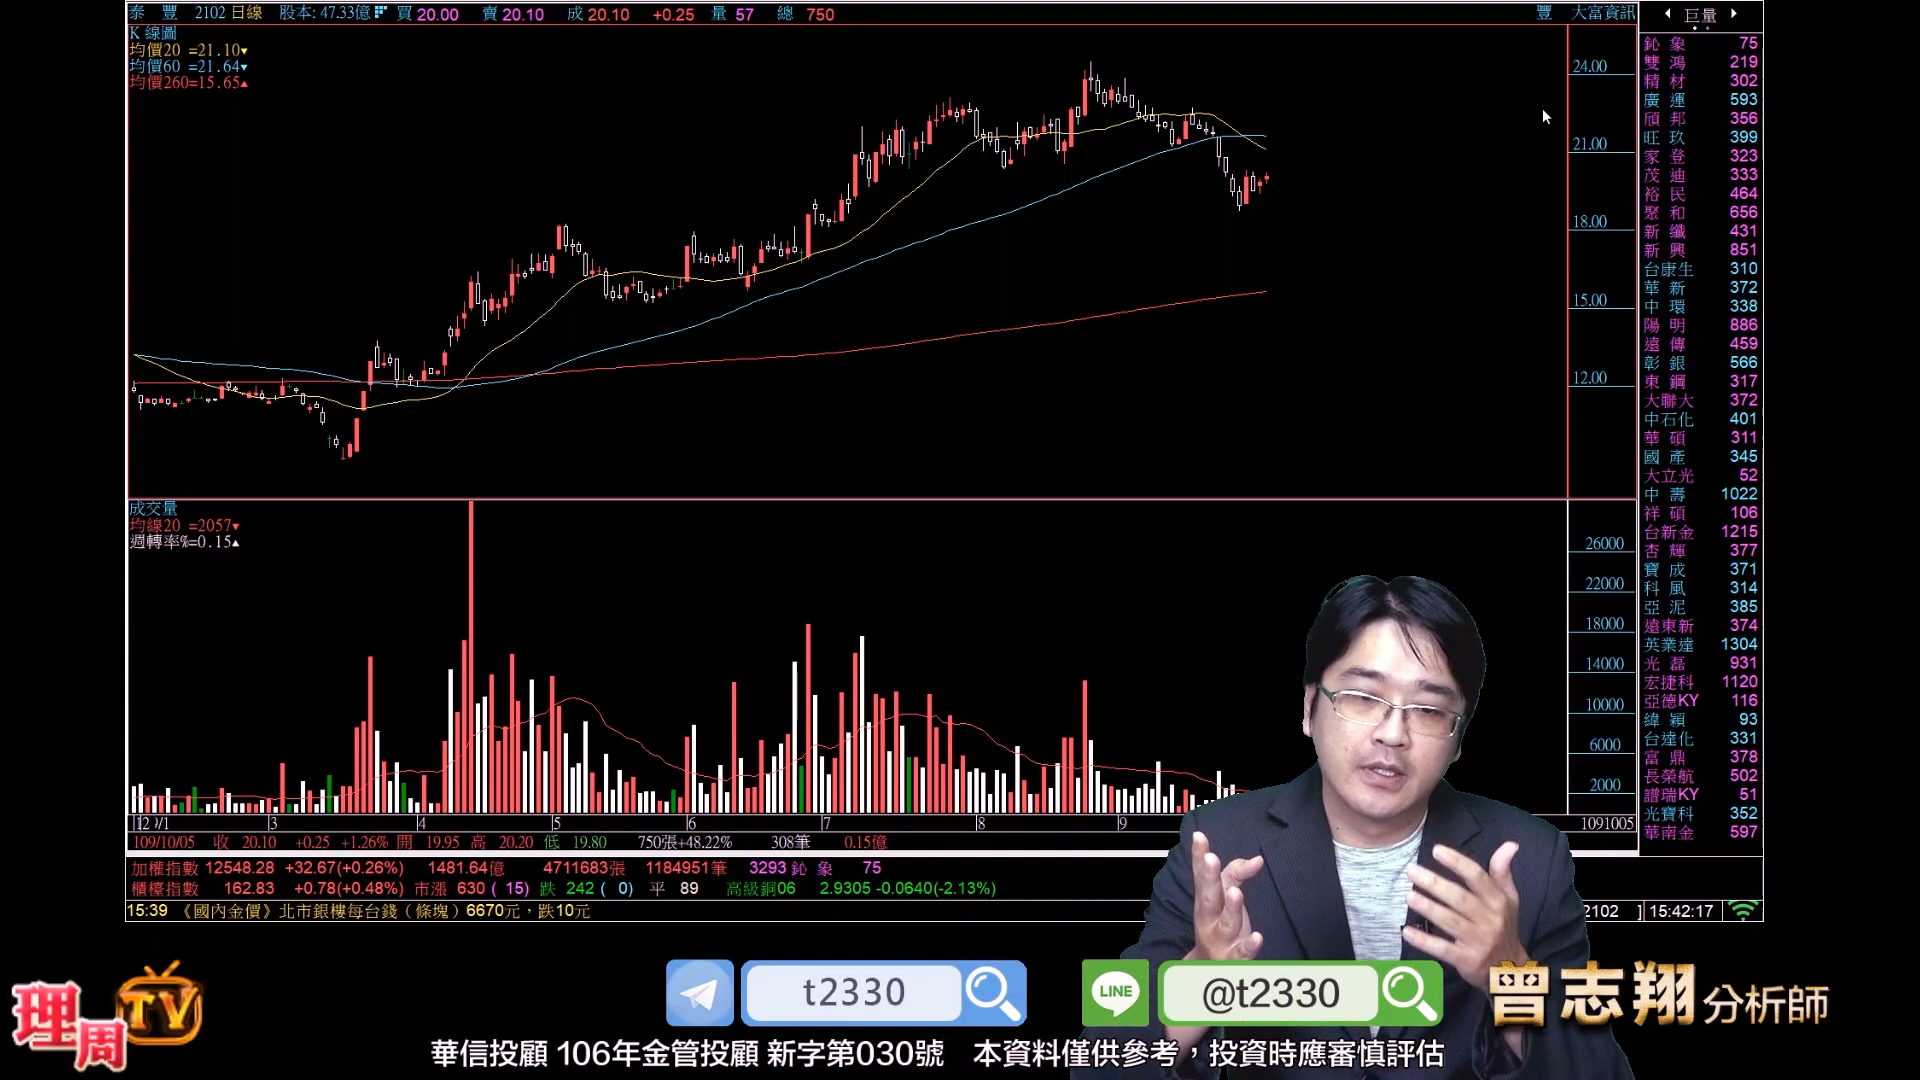 泰 豐 2102 日線 股本: 47.33億 買 20.00 賣 20.10 成 20.10 +0.25 量 57 總 750 豐 大富資訊
K 線圖
均價20 =21.10▾
均價60 =21.64▾
均價260=15.65▴
24.00
21.00
18.00
15.00
12.00
成交量
均線20 =2057▾
週轉率%=0.15▴
26000
22000
18000
14000
10000
6000
2000
3 4 5 6 7 8 9 1091005
109/10/05 收 20.10 +0.25 +1.26% 開 19.95 高 20.20 低 19.80 750張+48.22% 308筆 0.15億
加權指數 12548.28 +32.67(+0.26%) 1481.64億 4711683張 1184951筆 3293 鈊 象 75
櫃檯指數 162.83 +0.78(+0.48%) 市漲 630 ( 15) 跌 242 ( 0) 平 89 高級銅06 2.9305 -0.0640(-2.13%)
15:39 《國內金價》北市銀樓每台錢（條塊）6670元，跌10元
2102 ] 15:42:17
巨量
鈊 象 75
雙 鴻 219
精 材 302
廣 運 593
頎 邦 356
旺 玖 399
家 登 323
茂 迪 333
裕 民 464
聚 和 656
新 纖 431
新 興 851
台康生 310
華 新 372
中 環 338
陽 明 886
遠 傳 459
彰 銀 566
東 鋼 317
大聯大 372
中石化 401
華 碩 311
國 產 345
大立光 52
中 壽 1022
祥 碩 106
台新金 1215
杏 輝 377
寶 成 371
科 風 314
亞 泥 385
遠東新 374
英業達 1304
光 磊 931
宏捷科 1120
亞德KY 116
緯 穎 93
台達化 331
富 鼎 378
長榮航 502
譜瑞KY 51
光寶科 352
華南金 597
理周TV
t2330
LINE
@t2330
曾志翔分析師
華信投顧 106年金管投顧 新字第030號 本資料僅供參考，投資時應審慎評估